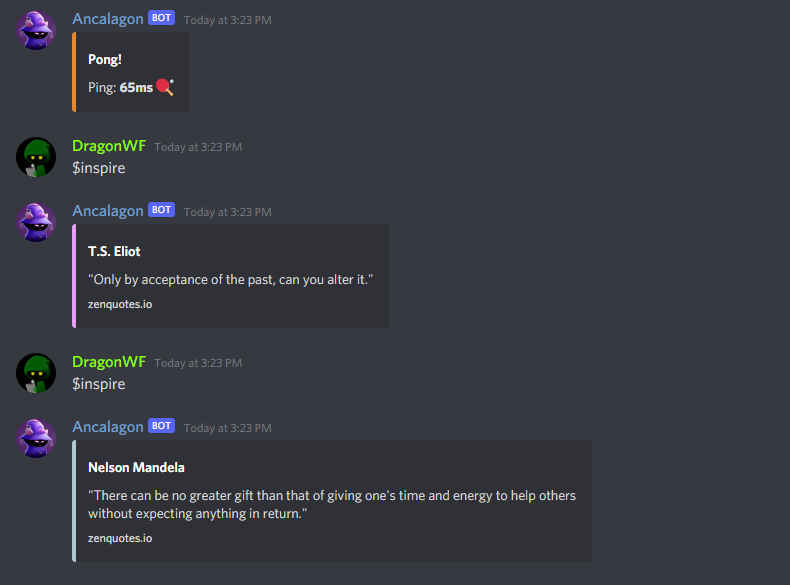 Ancalagon BOT Today at 3:23 PM
Pong!
Ping: 65ms
DragonWF Today at 3:23 PM
$inspire
Ancalagon BOT Today at 3:23 PM
T.S. Eliot
"Only by acceptance of the past, can you alter it."
zenquotes.io
DragonWF Today at 3:23 PM
$inspire
Ancalagon BOT Today at 3:23 PM
Nelson Mandela
"There can be no greater gift than that of giving one's time and energy to help others
without expecting anything in return."
zenquotes.io